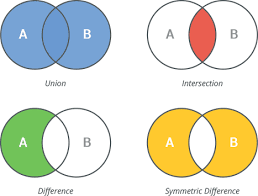 A B
A B
Union
Intersection
A B
A B
Difference
Symmetric Difference